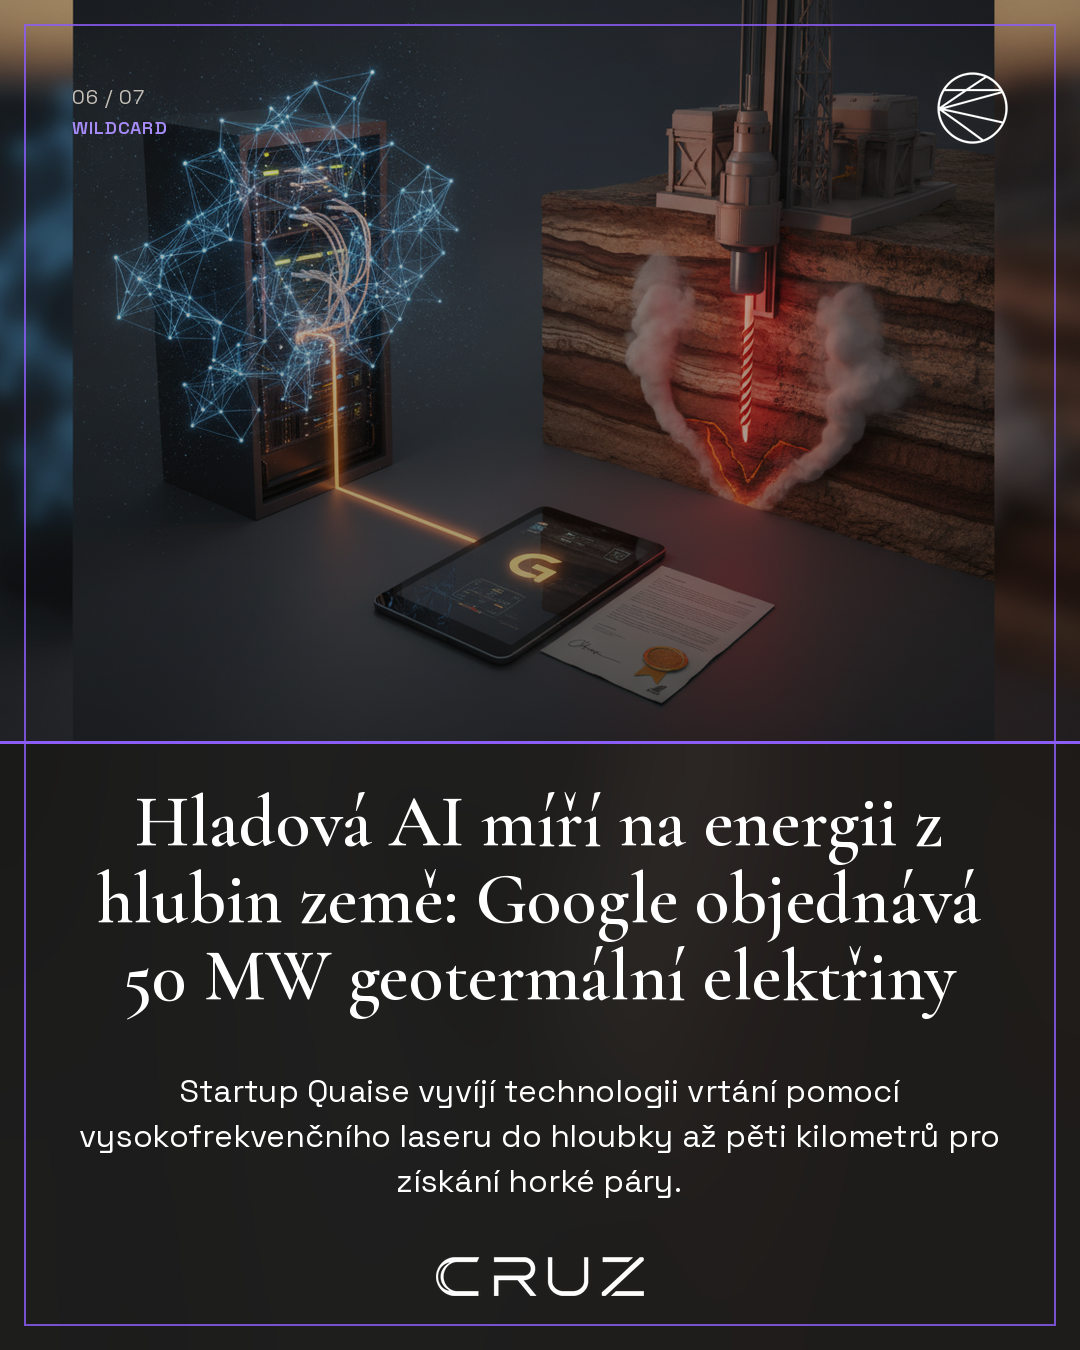 06 / 07
WILDCARD
G
Hladová AI míří na energii z
hlubin země: Google objednává
50 MW geotermální elektřiny
Startup Quaise vyvíjí technologii vrtání pomocí
vysokofrekvenčního laseru do hloubky až pěti kilometrů pro
získání horké páry.
CRUZ